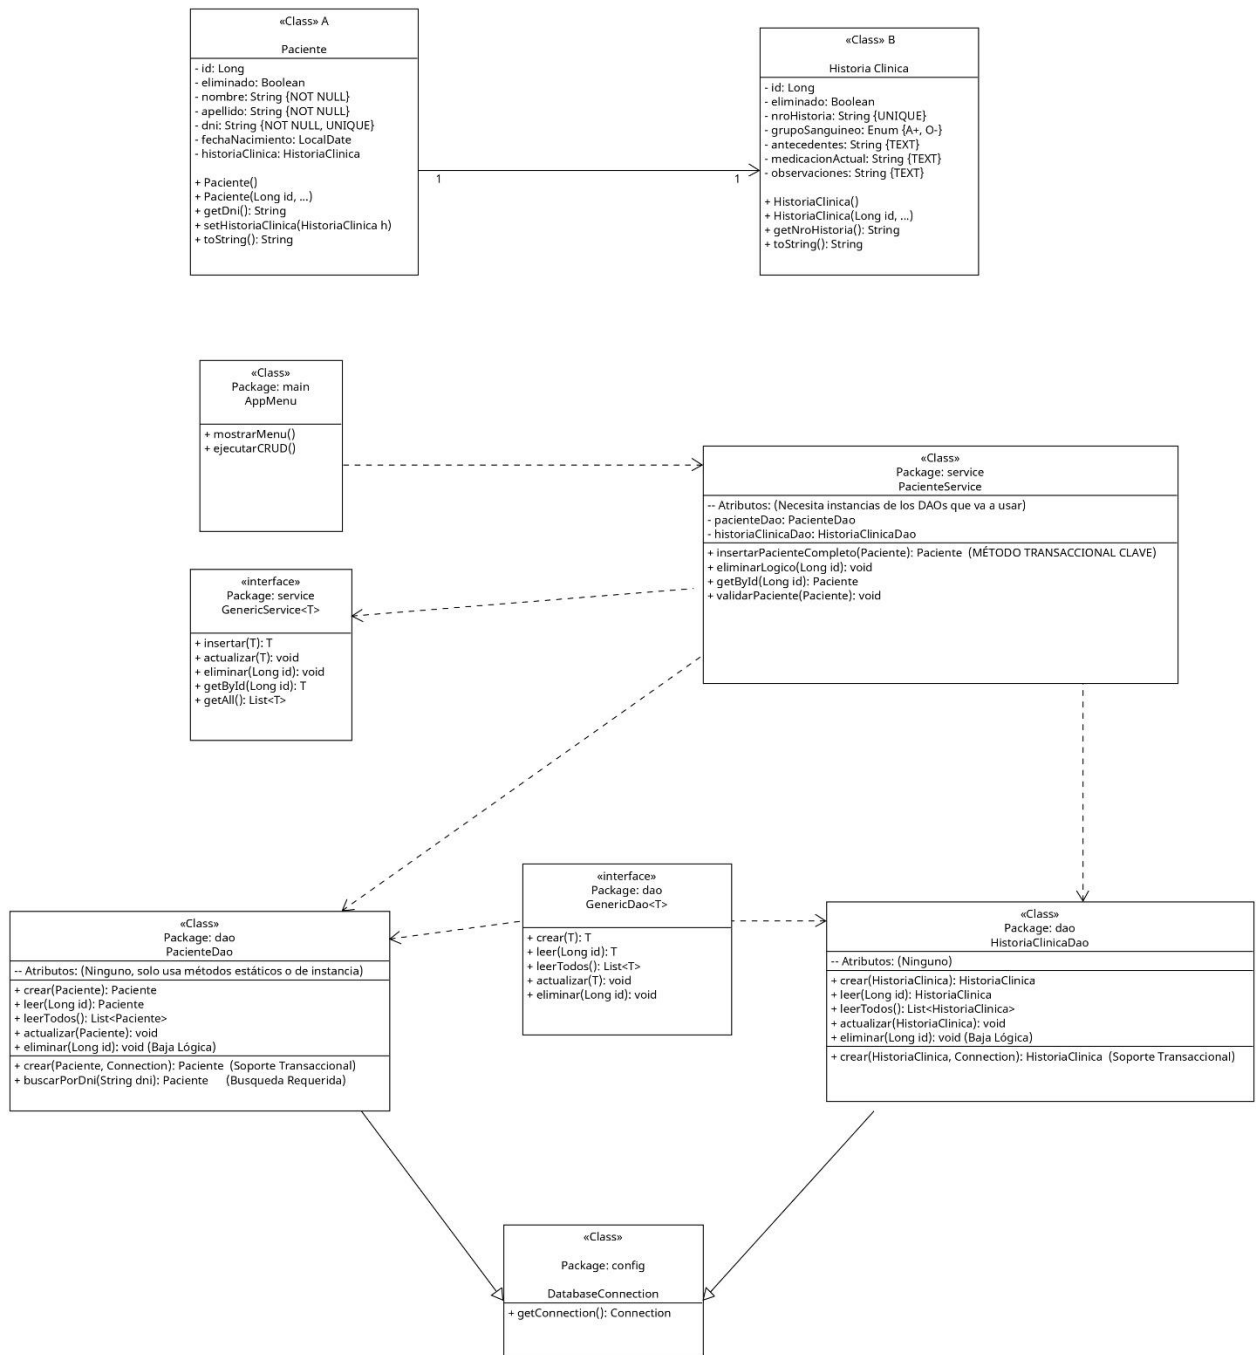 «Class» A
Paciente
- id: Long
- eliminado: Boolean
- nombre: String {NOT NULL}
- apellido: String {NOT NULL}
- dni: String {NOT NULL, UNIQUE}
- fechaNacimiento: LocalDate
- historiaClinica: HistoriaClinica
+ Paciente()
+ Paciente(Long id, ...)
+ getDni(): String
+ setHistoriaClinica(HistoriaClinica h)
+ toString(): String
1
1
«Class» B
Historia Clinica
- id: Long
- eliminado: Boolean
- nroHistoria: String {UNIQUE}
- grupoSanguineo: Enum {A+, O-}
- antecedentes: String {TEXT}
- medicacionActual: String {TEXT}
- observaciones: String {TEXT}
+ HistoriaClinica()
+ HistoriaClinica(Long id, ...)
+ getNroHistoria(): String
+ toString(): String
«Class»
Package: main
AppMenu
+ mostrarMenu()
+ ejecutarCRUD()
«Class»
Package: service
PacienteService
-- Atributos: (Necesita instancias de los DAOs que va a usar)
- pacienteDao: PacienteDao
- historiaClinicaDao: HistoriaClinicaDao
+ insertarPacienteCompleto(Paciente): Paciente (MÉTODO TRANSACCIONAL CLAVE)
+ eliminarLogico(Long id): void
+ getById(Long id): Paciente
+ validarPaciente(Paciente): void
«interface»
Package: service
GenericService<T>
+ insertar(T): T
+ actualizar(T): void
+ eliminar(Long id): void
+ getById(Long id): T
+ getAll(): List<T>
«Class»
Package: dao
PacienteDao
-- Atributos: (Ninguno, solo usa métodos estáticos o de instancia)
+ crear(Paciente): Paciente
+ leer(Long id): Paciente
+ leerTodos(): List<Paciente>
+ actualizar(Paciente): void
+ eliminar(Long id): void (Baja Lógica)
+ crear(Paciente, Connection): Paciente (Soporte Transaccional)
+ buscarPorDni(String dni): Paciente (Busqueda Requerida)
«interface»
Package: dao
GenericDao<T>
+ crear(T): T
+ leer(Long id): T
+ leerTodos(): List<T>
+ actualizar(T): void
+ eliminar(Long id): void
«Class»
Package: dao
HistoriaClinicaDao
-- Atributos: (Ninguno)
+ crear(HistoriaClinica): HistoriaClinica
+ leer(Long id): HistoriaClinica
+ leerTodos(): List<HistoriaClinica>
+ actualizar(HistoriaClinica): void
+ eliminar(Long id): void (Baja Lógica)
+ crear(HistoriaClinica, Connection): HistoriaClinica (Soporte Transaccional)
«Class»
Package: config
DatabaseConnection
+ getConnection(): Connection